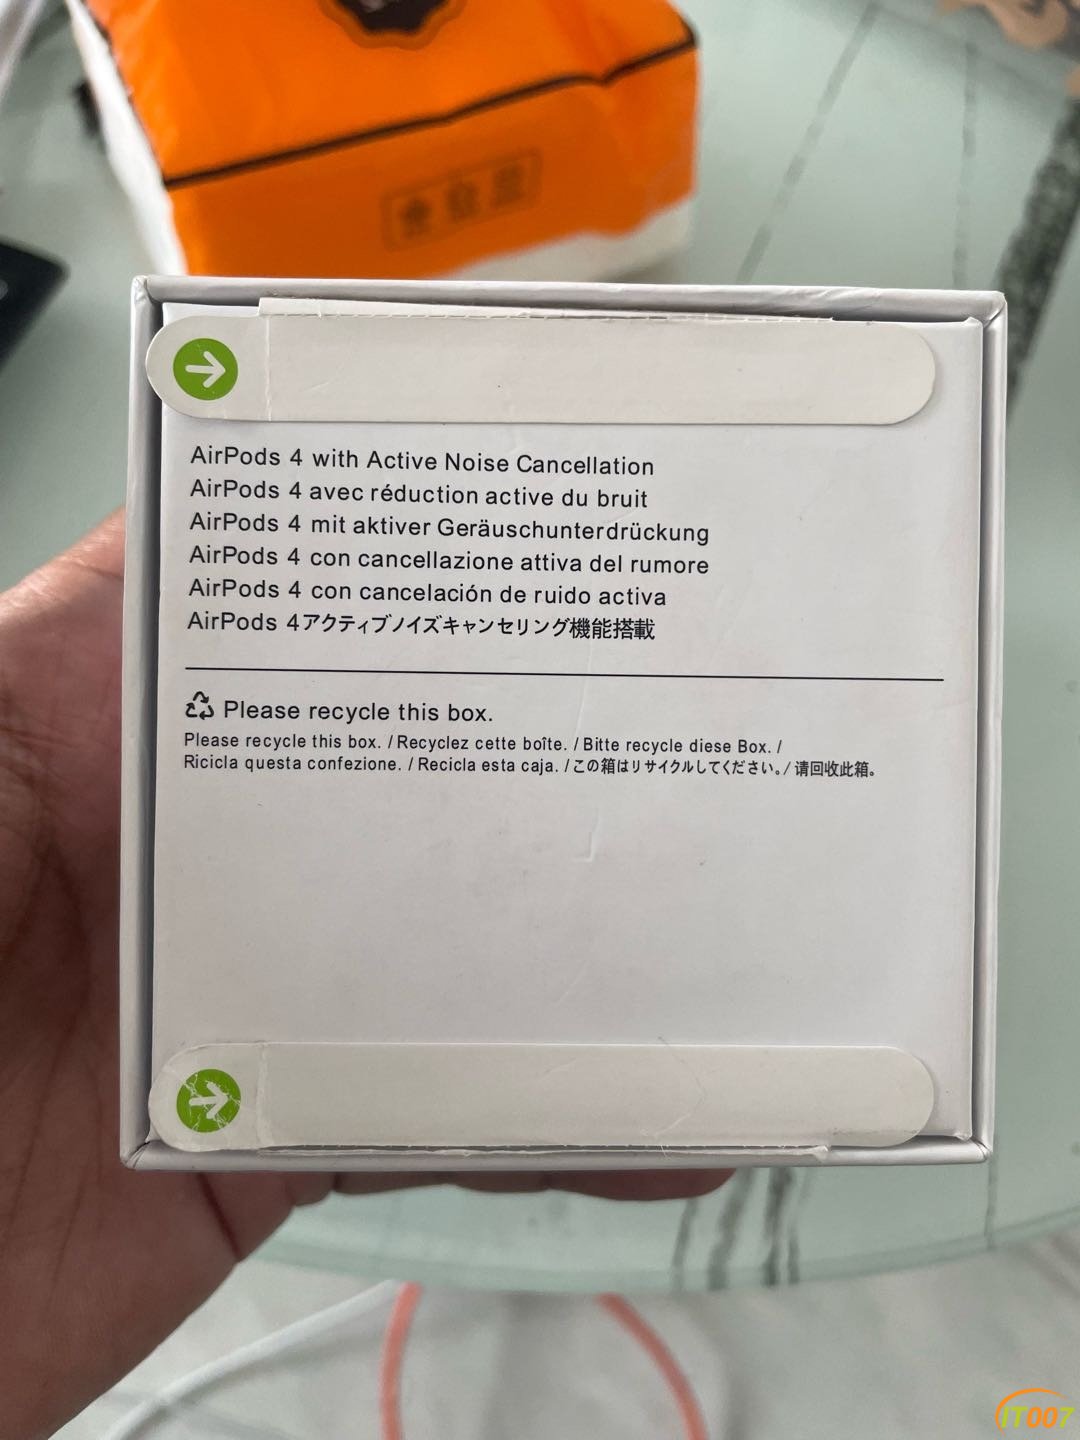 AirPods 4 with Active Noise Cancellation
AirPods 4 avec réduction active du bruit
AirPods 4 mit aktiver Geräuschunterdrückung
AirPods 4 con cancellazione attiva del rumore
AirPods 4 con cancelación de ruido activa
AirPods 4アクティブノイズキャンセリング機能搭載
Please recycle this box.
Please recycle this box. / Recyclez cette boîte. / Bitte recycle diese Box. /
Ricicla questa confezione. / Recicla esta caja. / この箱はリサイクルしてください。/ 请回收此箱。
IT007